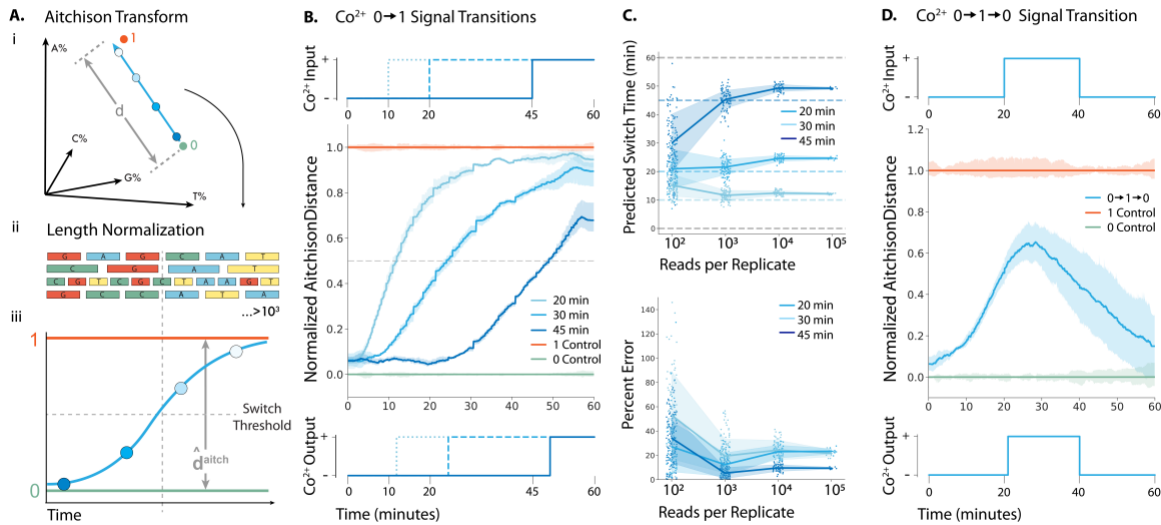 A. Aitchison Transform
i
A%
1
d
0
C%
G%
T%
ii
Length Normalization
G A G C A T
C G A T
C G T C G C T A A G T
G C C A T A
...>10³
iii
1
Switch
Threshold
d̂aitch
0
Time
B. Co²⁺ 0→1 Signal Transitions
Co²⁺ Input
+
-
0 10 20 45 60
Normalized AitchisonDistance
1.0
0.8
0.6
0.4
0.2
0.0
20 min
30 min
45 min
1 Control
0 Control
0 10 20 30 40 50 60
Co²⁺ Output
+
-
0 10 20 45 60
Time (minutes)
C.
Predicted Switch Time (min)
60
50
40
30
20
10
0
20 min
30 min
45 min
10² 10³ 10⁴ 10⁵
Reads per Replicate
Percent Error
140
120
100
80
60
40
20
0
20 min
30 min
45 min
10² 10³ 10⁴ 10⁵
Reads per Replicate
D. Co²⁺ 0→1→0 Signal Transition
Co²⁺ Input
+
-
0 20 40 60
Normalized AitchisonDistance
1.2
1.0
0.8
0.6
0.4
0.2
0.0
0→1→0
1 Control
0 Control
0 10 20 30 40 50 60
Co²⁺ Output
+
-
0 20 40 60
Time (minutes)